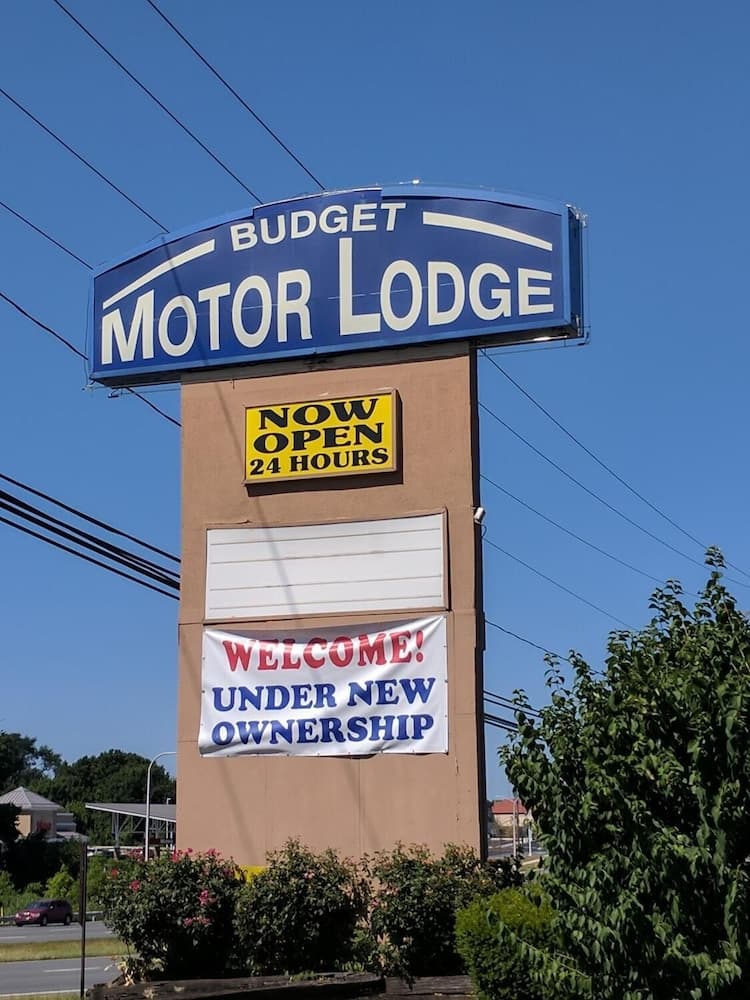 BUDGET
MOTOR LODGE
NOW
OPEN
24 HOURS
WELCOME!
UNDER NEW
OWNERSHIP